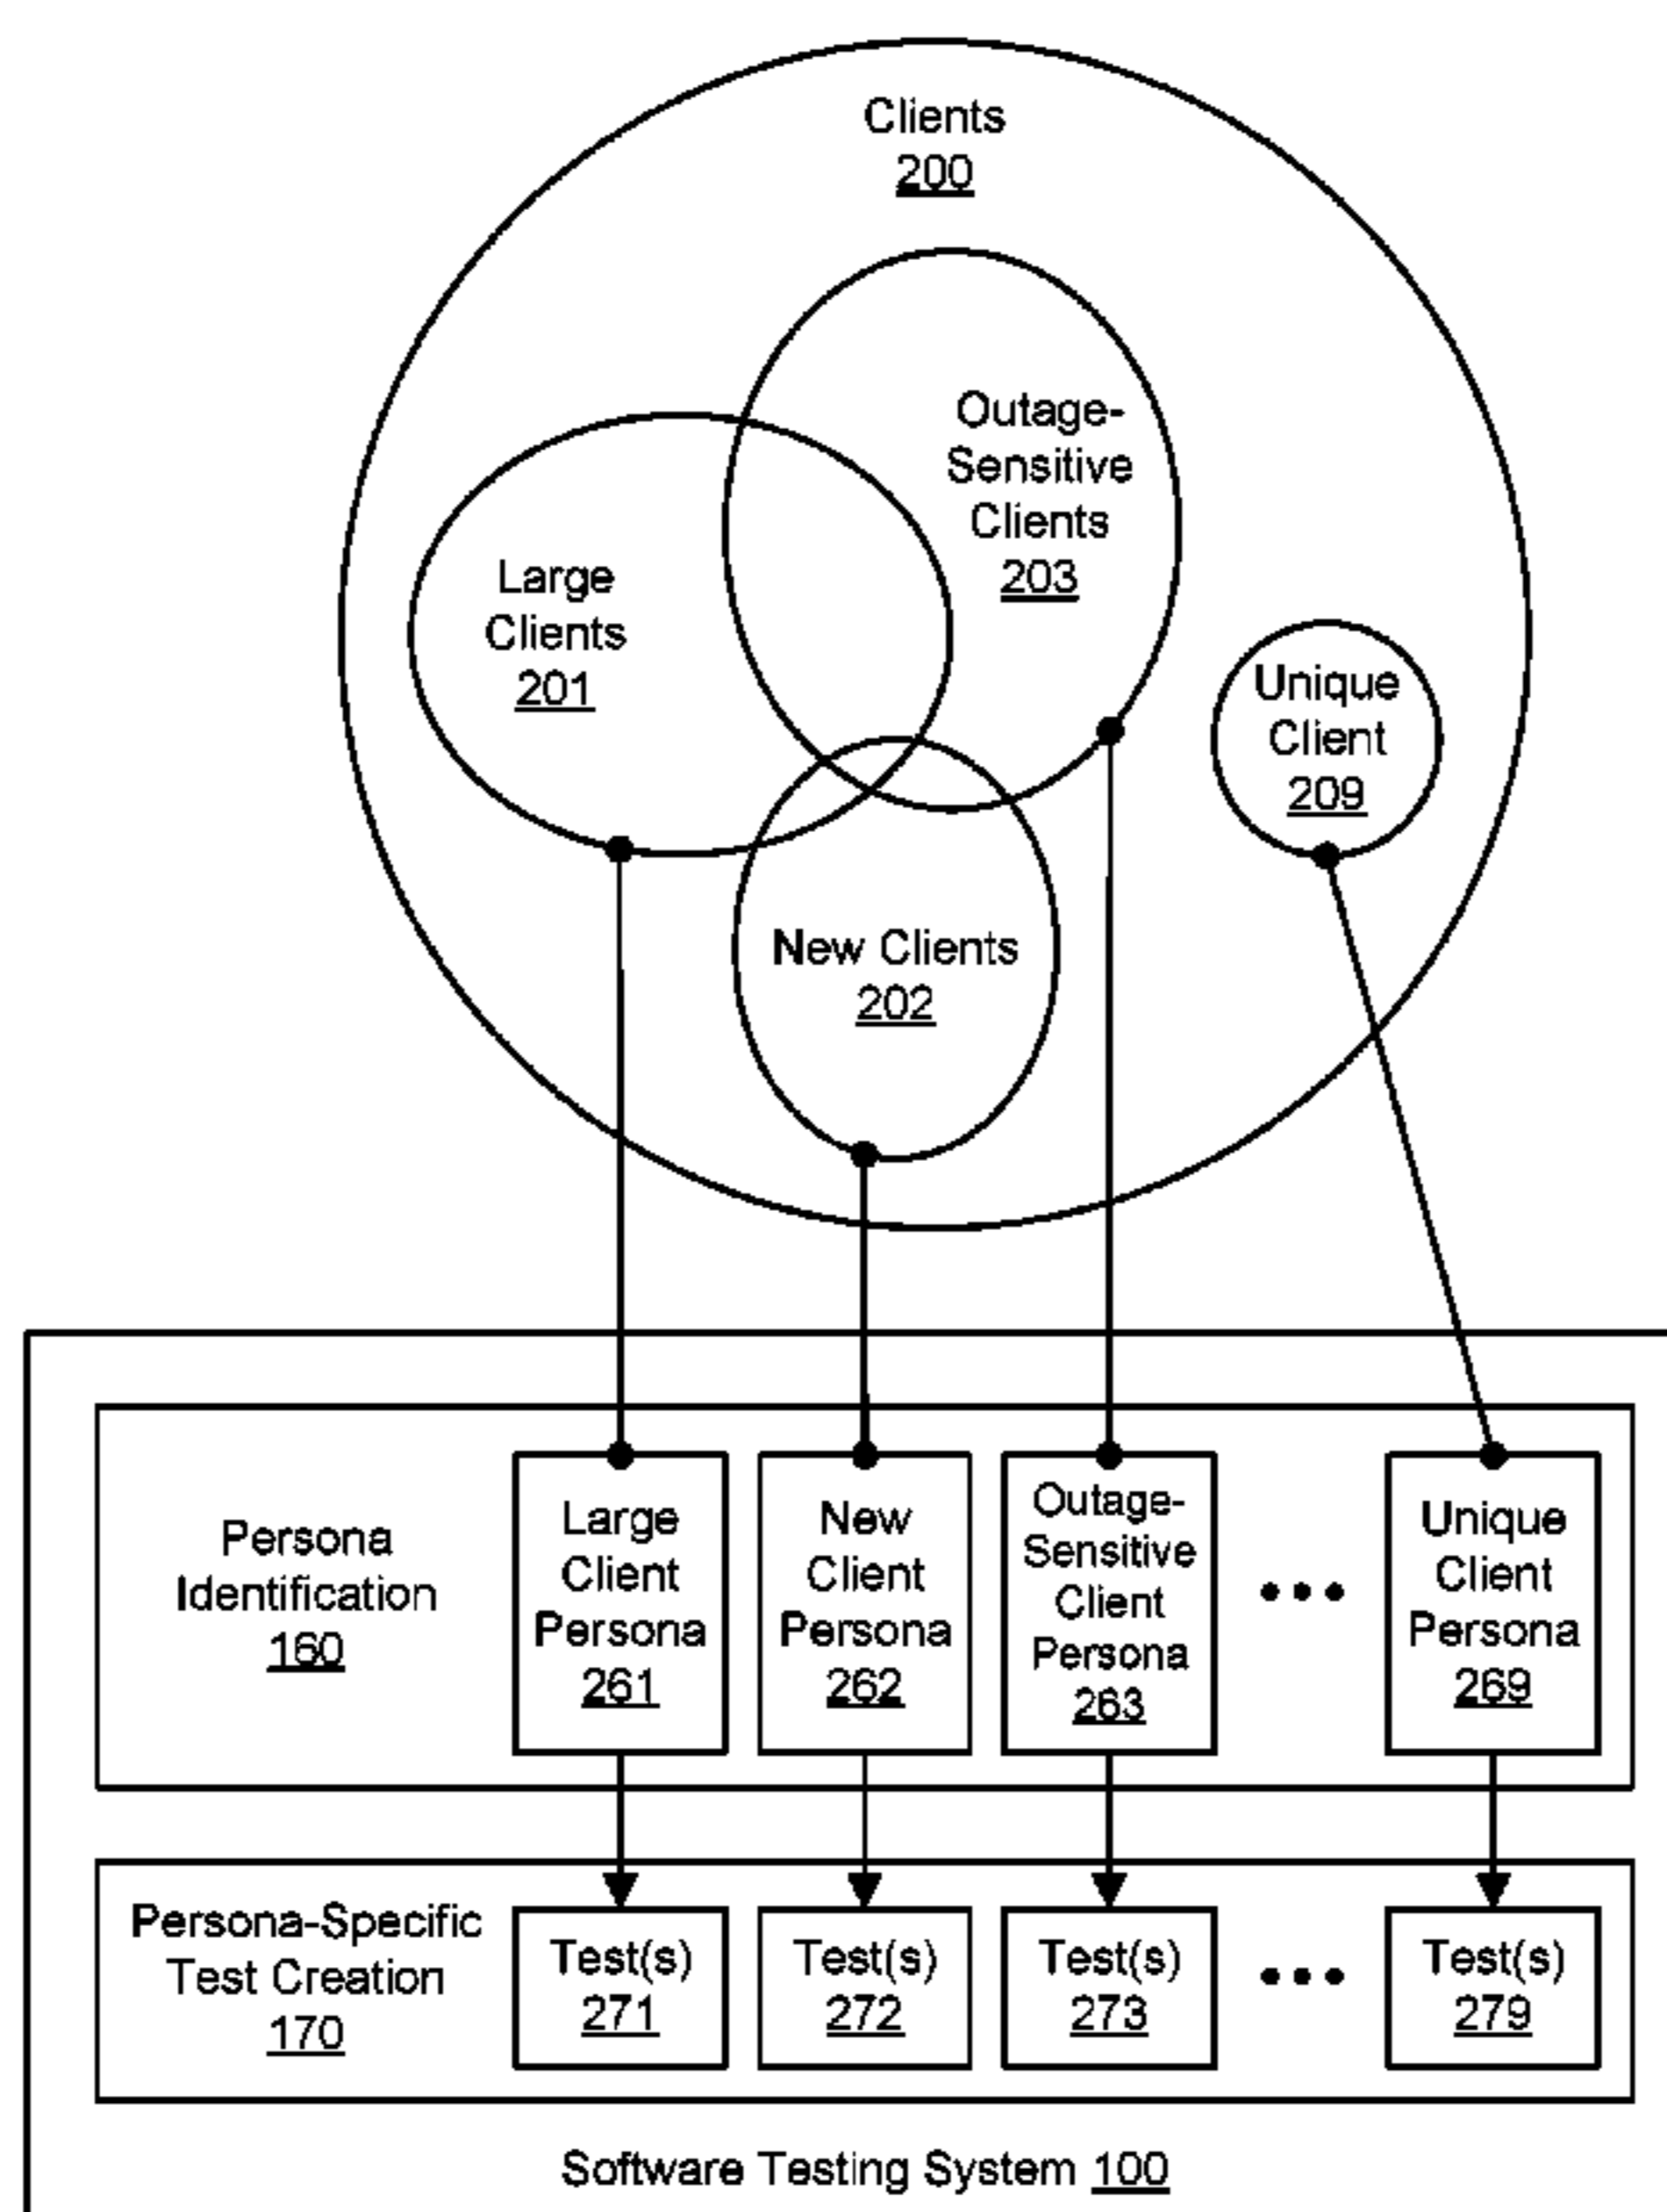 Clients
200
Outage-
Sensitive
Clients
203
Large
Clients
201
Unique
Client
209
New Clients
202
Persona
Identification
160
Large
Client
Persona
261
New
Client
Persona
262
Outage-
Sensitive
Client
Persona
263
• • •
Unique
Client
Persona
269
Persona-Specific
Test Creation
170
Test(s)
271
Test(s)
272
Test(s)
273
• • •
Test(s)
279
Software Testing System 100